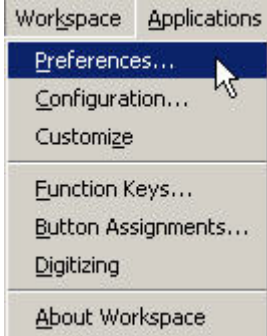 Workspace Applications
Preferences...
Configuration...
Customize
Function Keys...
Button Assignments...
Digitizing
About Workspace